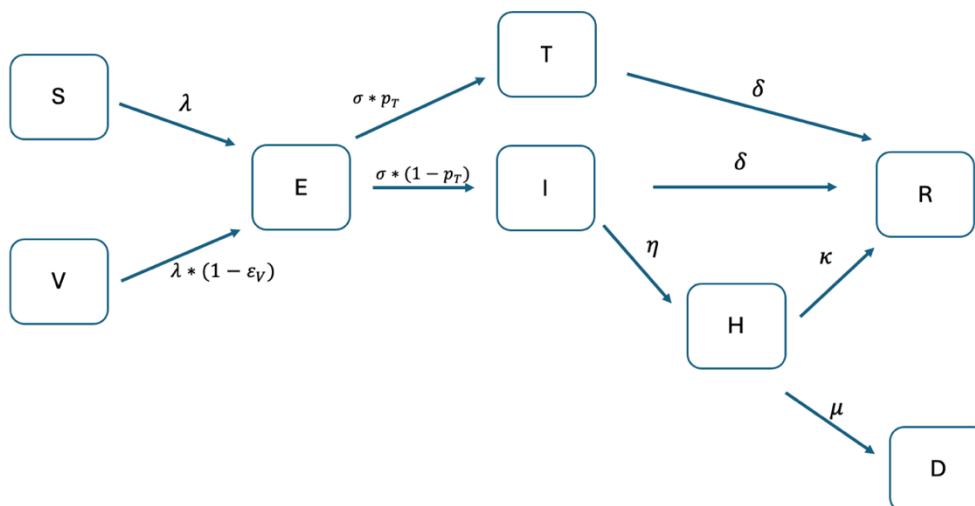 T
S
λ
σ * p_T
δ
E
σ * (1 − p_T)
I
δ
R
V
λ * (1 − ε_V)
η
κ
H
μ
D